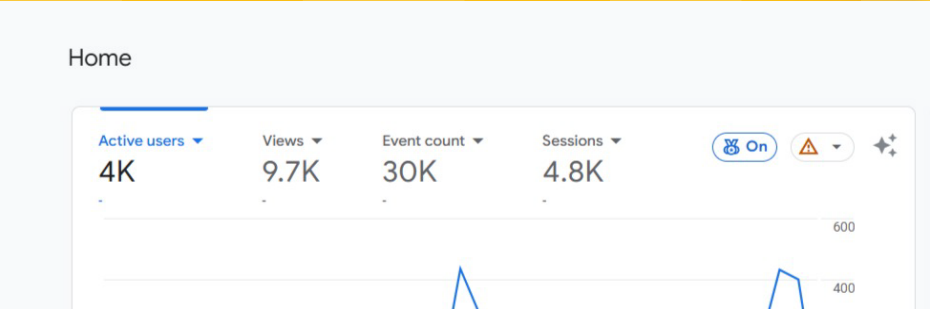 Home
Active users Views Event count Sessions On
4K 9.7K 30K 4.8K
- - - -
600
400